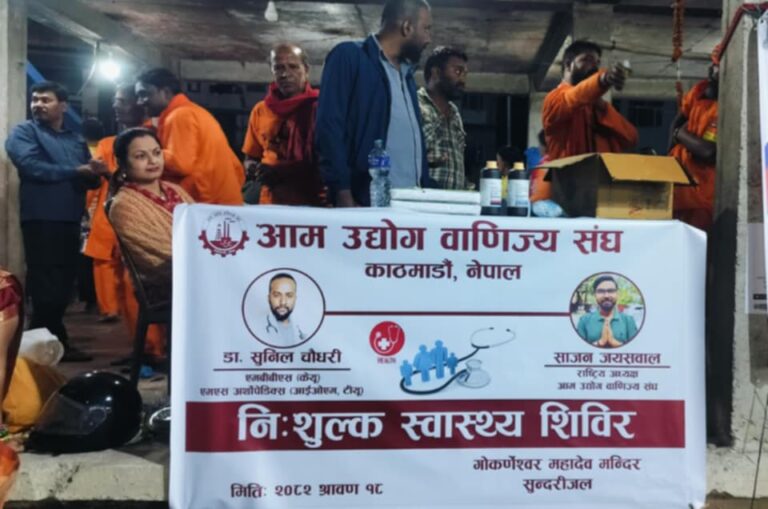 आम उद्योग वाणिज्य संघ
काठमाडौं, नेपाल
डा. सुनिल चौधरी
एमबीबीएस (केयू)
एमएस अर्थोपेडिक्स (आईओएम, टीयू)
HEALTH
साजन जयसवाल
राष्ट्रिय अध्यक्ष
आम उद्योग वाणिज्य संघ
निःशुल्क स्वास्थ्य शिविर
गोकर्णेश्वर महादेव मन्दिर
सुन्दरीजल
मितिः २०८२ श्रावण १८